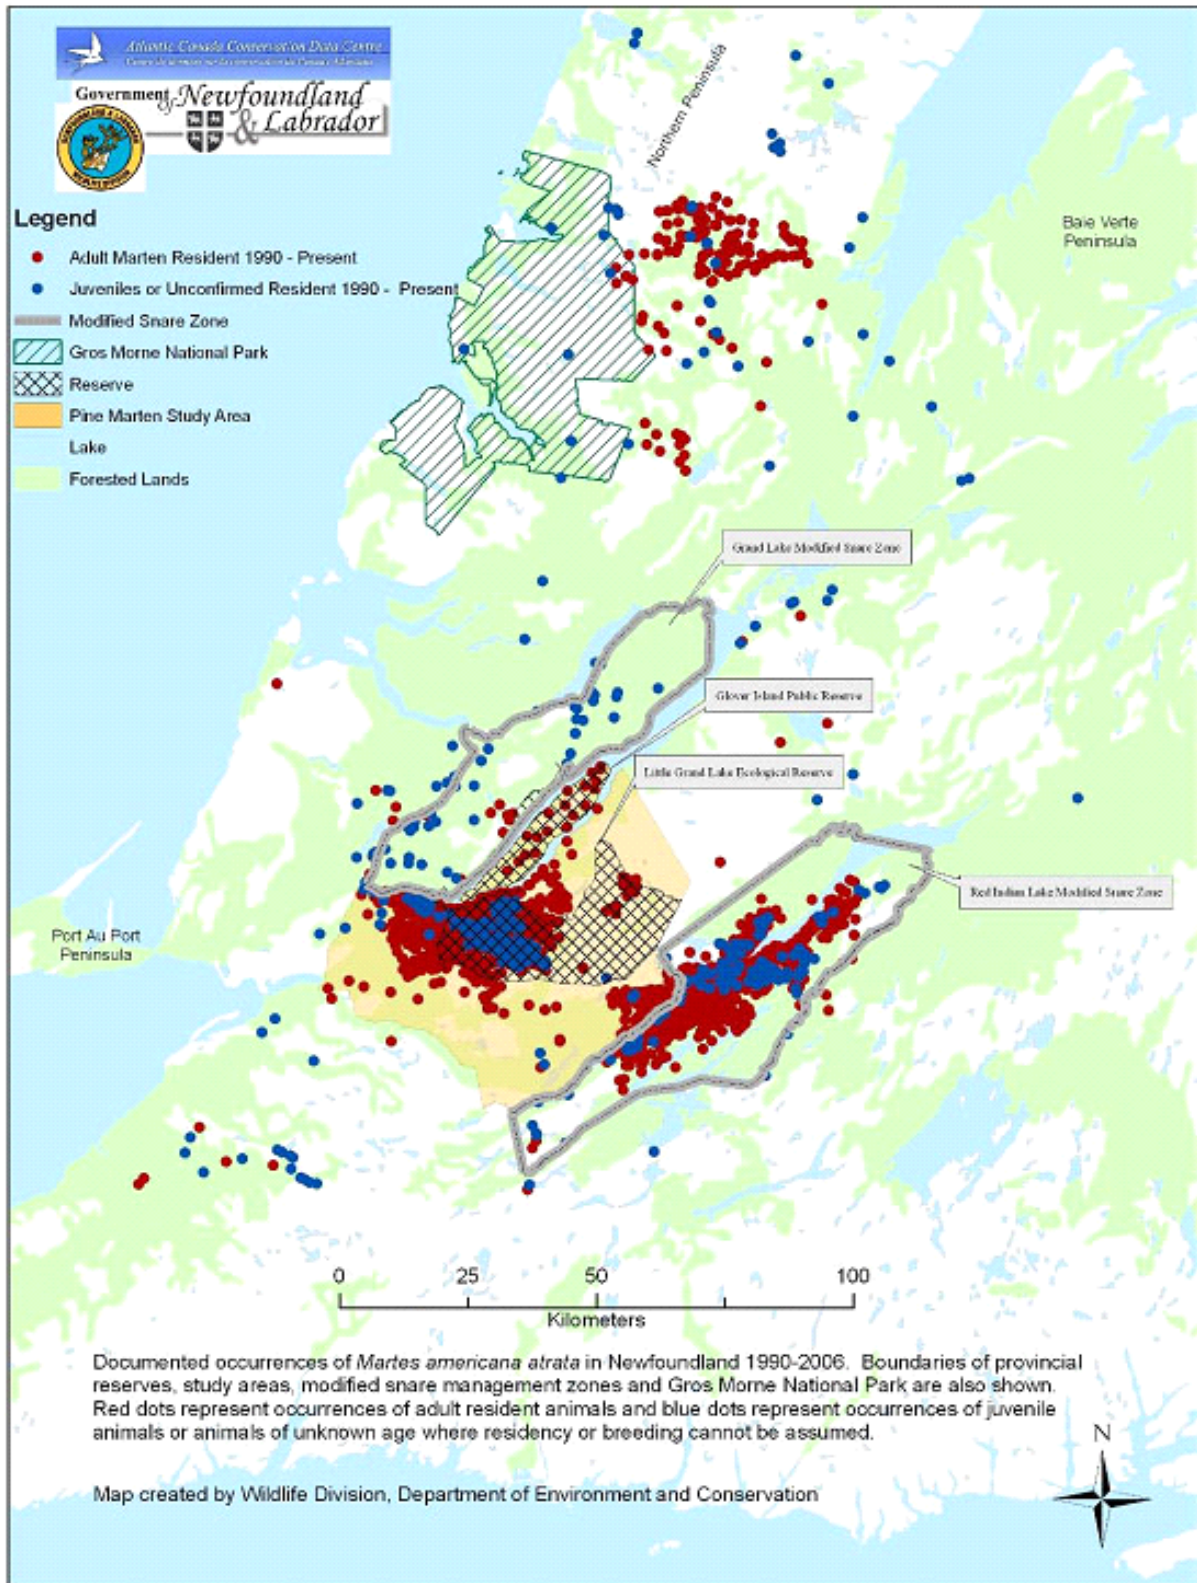 Atlantic Canada Conservation Data Centre
Government of Newfoundland
& Labrador
Northern Peninsula
Baie Verte
Peninsula
Legend
Adult Marten Resident 1990 - Present
Juveniles or Unconfirmed Resident 1990 - Present
Modified Snare Zone
Gros Morne National Park
Reserve
Pine Marten Study Area
Lake
Forested Lands
Grand Lake Modified Snare Zone
Glover Island Public Reserve
Little Grand Lake Ecological Reserve
Red Indian Lake Modified Snare Zone
Port Au Port
Peninsula
0 25 50 100
Kilometers
Documented occurrences of Martes americana atrata in Newfoundland 1990-2006. Boundaries of provincial
reserves, study areas, modified snare management zones and Gros Morne National Park are also shown.
Red dots represent occurrences of adult resident animals and blue dots represent occurrences of juvenile
animals or animals of unknown age where residency or breeding cannot be assumed.
N
Map created by Wildlife Division, Department of Environment and Conservation